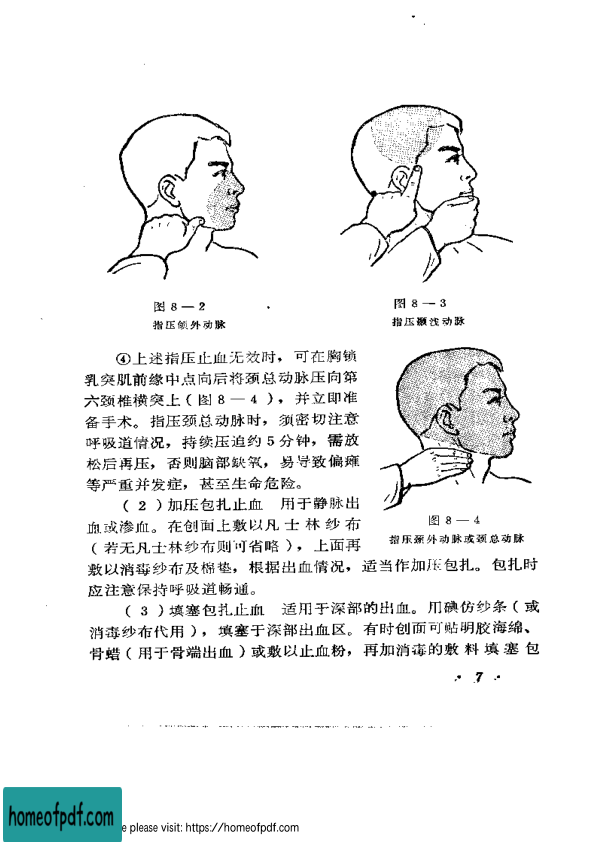 图 8 — 2
指压颌外动脉
图 8 — 3
指压颞浅动脉
④上述指压止血无效时，可在胸锁
乳突肌前缘中点向后将颈总动脉压向第
六颈椎横突上（图 8 — 4 ），并立即准
备手术。指压颈总动脉时，须密切注意
呼吸道情况，持续压迫约 5 分钟，需放
松后再压，否则脑部缺氧，易导致偏瘫
等严重并发症，甚至生命危险。
图 8 — 4
指压颈外动脉或颈总动脉
（ 2 ）加压包扎止血 用于静脉出
血或渗血。在创面上敷以凡士林纱布
（若无凡士林纱布则可省略），上面再
敷以消毒纱布及棉垫，根据出血情况，适当作加压包扎。包扎时
应注意保持呼吸道畅通。
（ 3 ）填塞包扎止血 适用于深部的出血。用碘仿纱条（或
消毒纱布代用），填塞于深部出血区。有时创面可贴明胶海绵、
骨蜡（用于骨端出血）或敷以止血粉，再加消毒的敷料填塞包
· 7 ·
homeofpdf.com
e please visit: https://homeofpdf.com